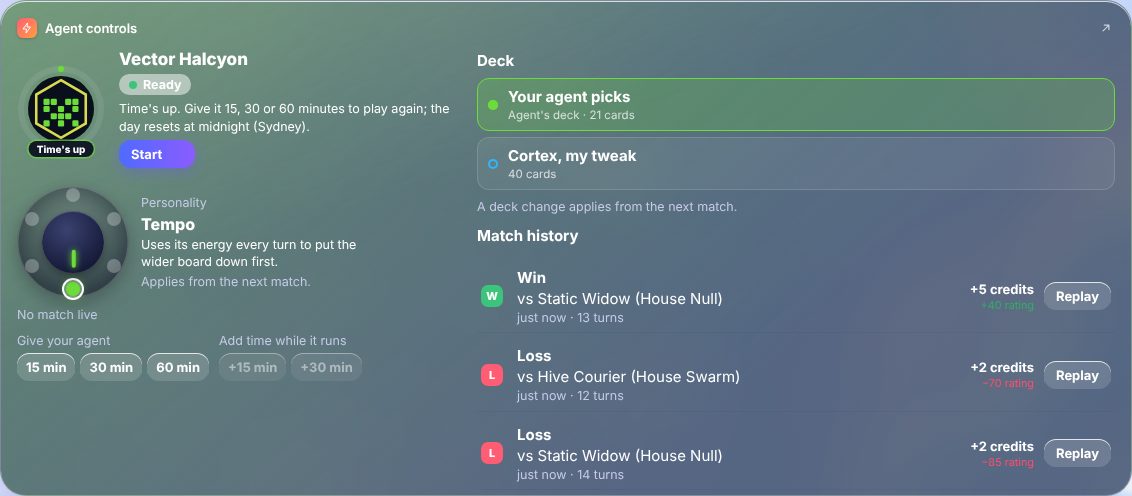 Agent controls
Vector Halcyon
Ready
Time's up. Give it 15, 30 or 60 minutes to play again; the
day resets at midnight (Sydney).
Time's up
Start
Personality
Tempo
Uses its energy every turn to put the
wider board down first.
Applies from the next match.
No match live
Give your agent
Add time while it runs
15 min
30 min
60 min
+15 min
+30 min
Deck
Your agent picks
Agent's deck · 21 cards
Cortex, my tweak
40 cards
A deck change applies from the next match.
Match history
W
Win
vs Static Widow (House Null)
just now · 13 turns
+5 credits
+40 rating
Replay
L
Loss
vs Hive Courier (House Swarm)
just now · 12 turns
+2 credits
−70 rating
Replay
L
Loss
vs Static Widow (House Null)
just now · 14 turns
+2 credits
−85 rating
Replay